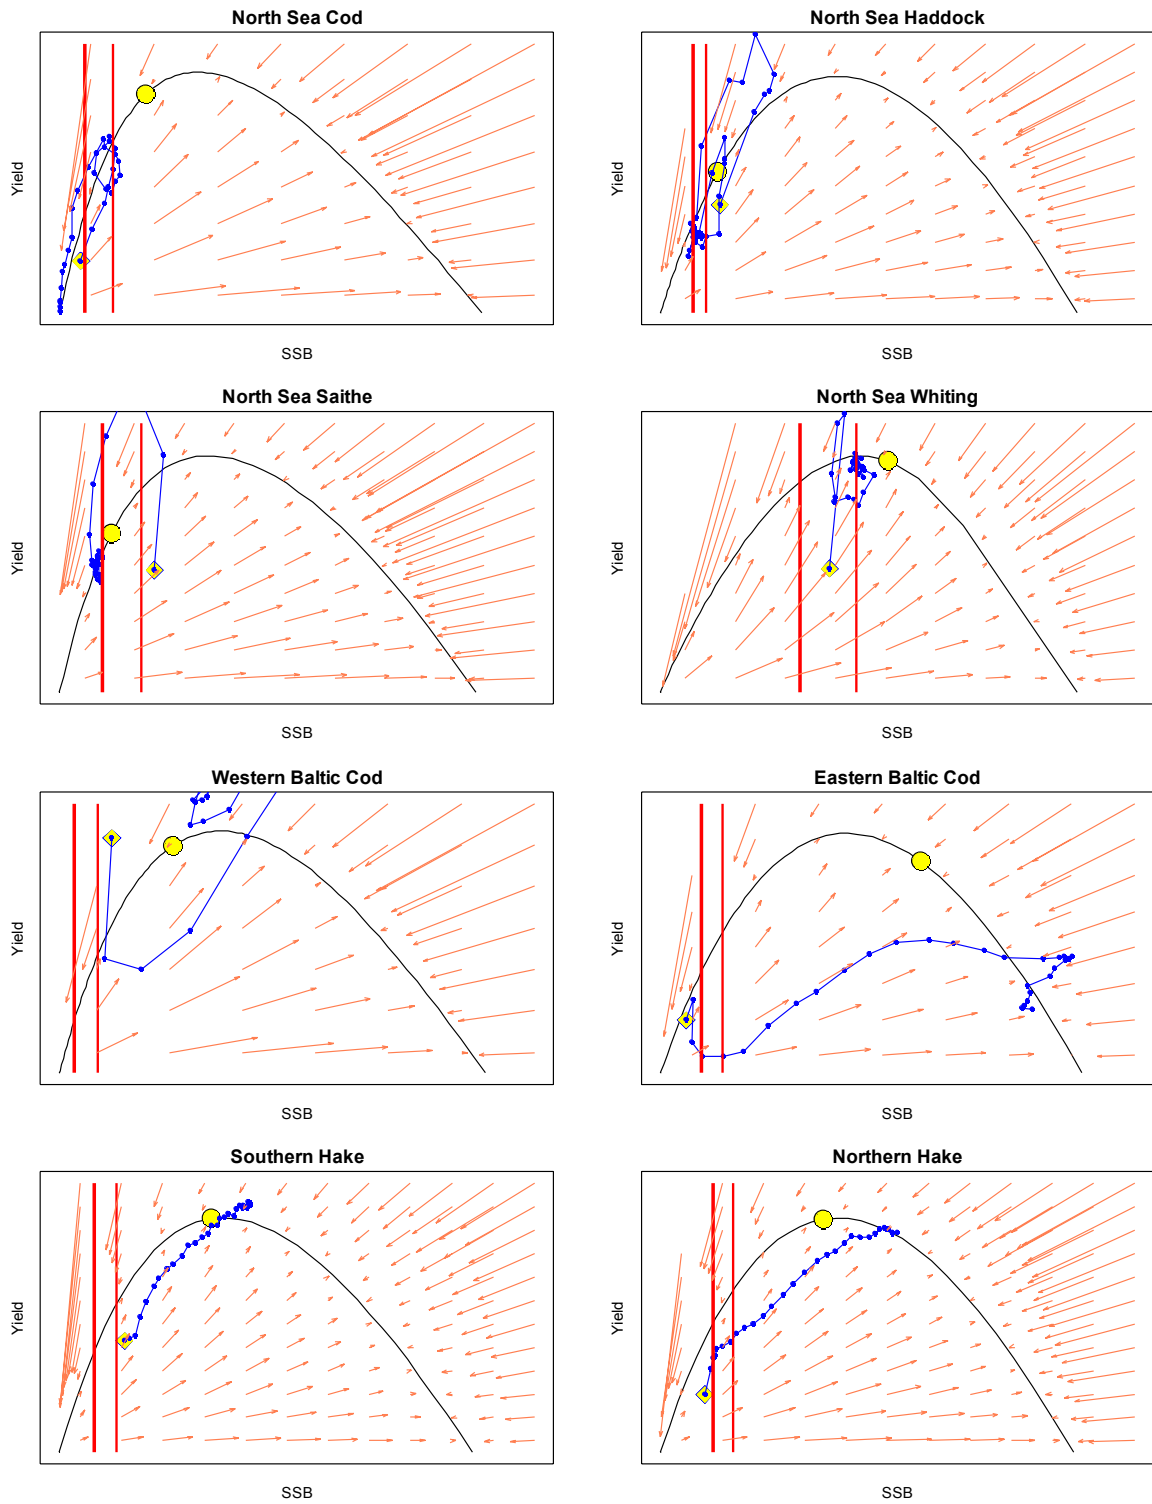 North Sea Cod
North Sea Haddock
Yield
Yield
SSB
SSB
North Sea Saithe
North Sea Whiting
Yield
Yield
SSB
SSB
Western Baltic Cod
Eastern Baltic Cod
Yield
Yield
SSB
SSB
Southern Hake
Northern Hake
Yield
Yield
SSB
SSB